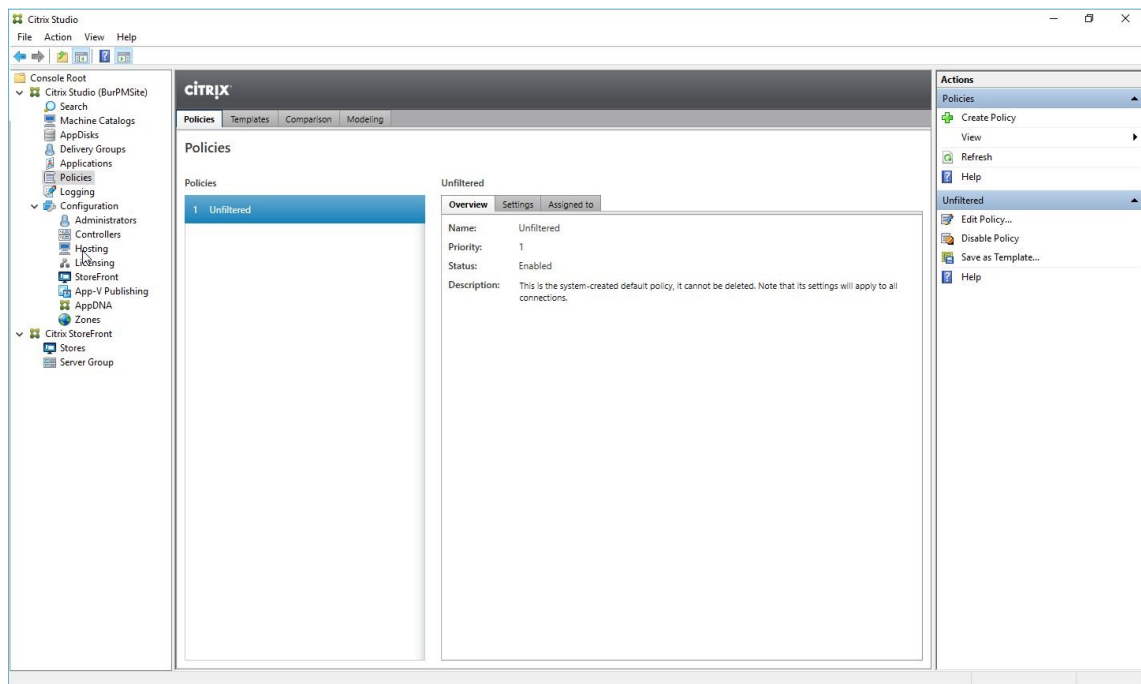 Citrix Studio
File Action View Help
Console Root
Citrix Studio (BurPMSite)
Search
Machine Catalogs
AppDisks
Delivery Groups
Applications
Policies
Logging
Configuration
Administrators
Controllers
Hosting
Licensing
StoreFront
App-V Publishing
AppDNA
Zones
Citrix StoreFront
Stores
Server Group
CİTRIX
Policies Templates Comparison Modeling
Policies
Policies
1 Unfiltered
Unfiltered
Overview Settings Assigned to
Name: Unfiltered
Priority: 1
Status: Enabled
Description: This is the system-created default policy, it cannot be deleted. Note that its settings will apply to all
connections.
Actions
Policies
Create Policy
View
Refresh
Help
Unfiltered
Edit Policy...
Disable Policy
Save as Template...
Help